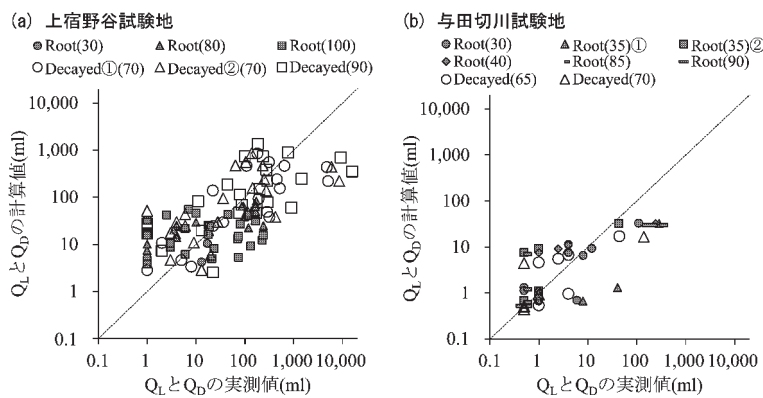 (a) 上宿野谷試験地
Root(30) Root(80) Root(100)
Decayed①(70) Decayed②(70) Decayed(90)
10,000
1,000
100
10
1
0.1
QLとQDの計算値(ml)
0.1 1 10 100 1,000 10,000
QLとQDの実測値(ml)
(b) 与田切川試験地
Root(30) Root(35)① Root(35)②
Root(40) Root(85) Root(90)
Decayed(65) Decayed(70)
10,000
1,000
100
10
1
0.1
QLとQDの計算値(ml)
0.1 1 10 100 1,000 10,000
QLとQDの実測値(ml)